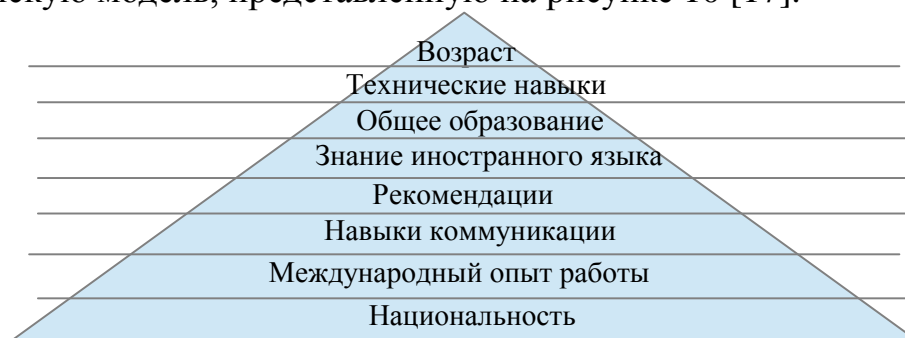 скую модель, представленную на рисунке 10 [17].
Возраст
Технические навыки
Общее образование
Знание иностранного языка
Рекомендации
Навыки коммуникации
Международный опыт работы
Национальность